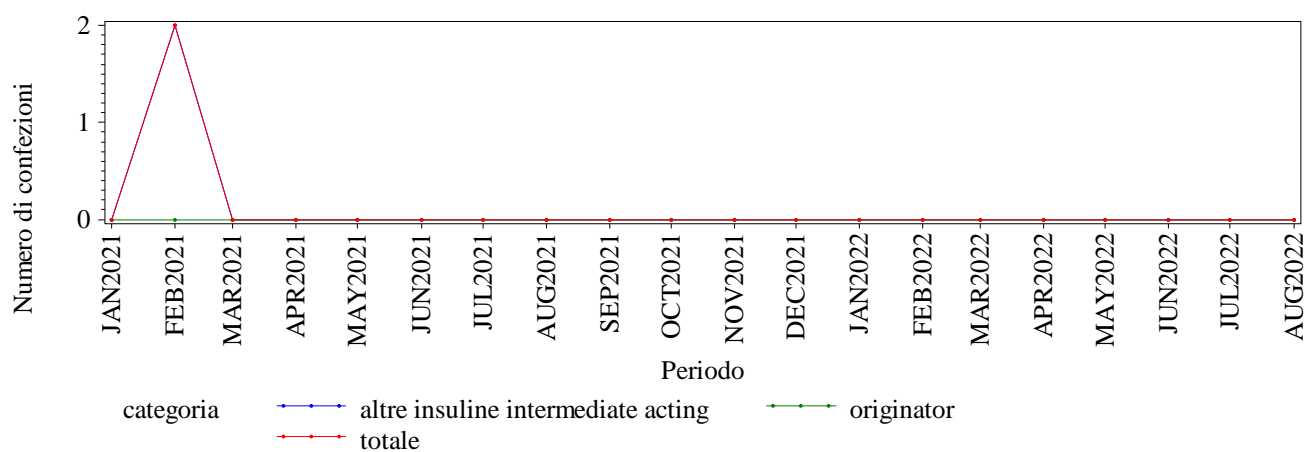 Numero di confezioni
2
1
0
JAN2021
FEB2021
MAR2021
APR2021
MAY2021
JUN2021
JUL2021
AUG2021
SEP2021
OCT2021
NOV2021
DEC2021
JAN2022
FEB2022
MAR2022
APR2022
MAY2022
JUN2022
JUL2022
AUG2022
Periodo
categoria altre insuline intermediate acting originator
totale